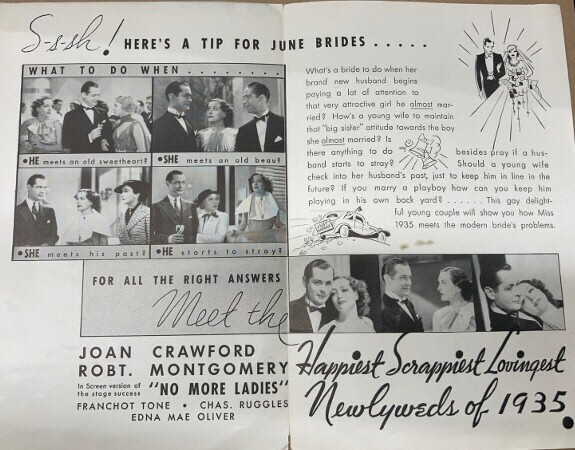 S-s-sh! HERE'S A TIP FOR JUNE BRIDES . . . . .
WHAT TO DO WHEN . . . . . . . .
•HE meets an old sweetheart?
•SHE meets an old beau?
•SHE meets his past?
•HE starts to stray?
What's a bride to do when her
brand new husband begins
paying a lot of attention to
that very attractive girl he almost mar-
ried? How's a young wife to maintain
that "big sister" attitude towards the boy
she almost married? Is
there anything to do besides pray if a hus-
band starts to stray? Should a young wife
check into her husband's past, just to keep him in line in the
future? If you marry a playboy how can you keep him
playing in his own back yard? . . . . . . This gay delight-
ful young couple will show you how Miss
1935 meets the modern bride's problems.
FOR ALL THE RIGHT ANSWERS
Meet the
Happiest Scrappiest Lovingest
Newlyweds of 1935.
JOAN CRAWFORD
ROBT. MONTGOMERY
In Screen version of
the stage success
"NO MORE LADIES"
FRANCHOT TONE • CHAS. RUGGLES
EDNA MAE OLIVER